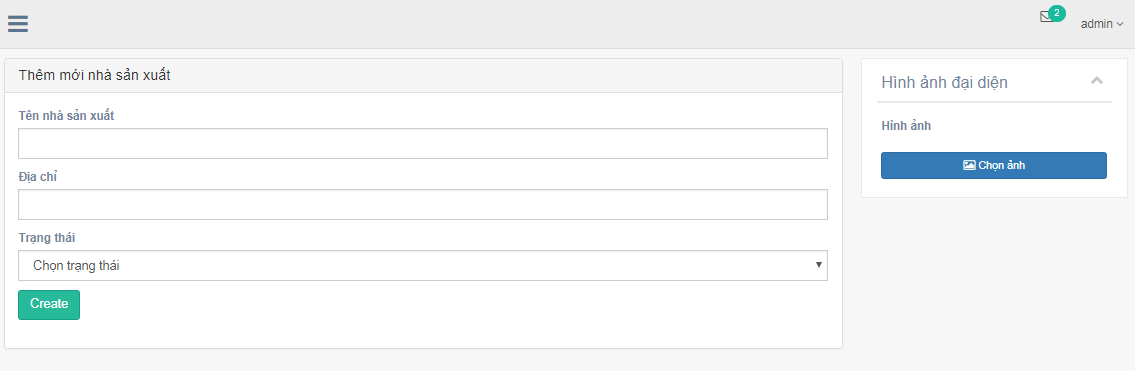 2
admin
Thêm mới nhà sản xuất
Tên nhà sản xuất
Địa chỉ
Trạng thái
Chọn trạng thái
Create
Hình ảnh đại diện
Hình ảnh
Chọn ảnh